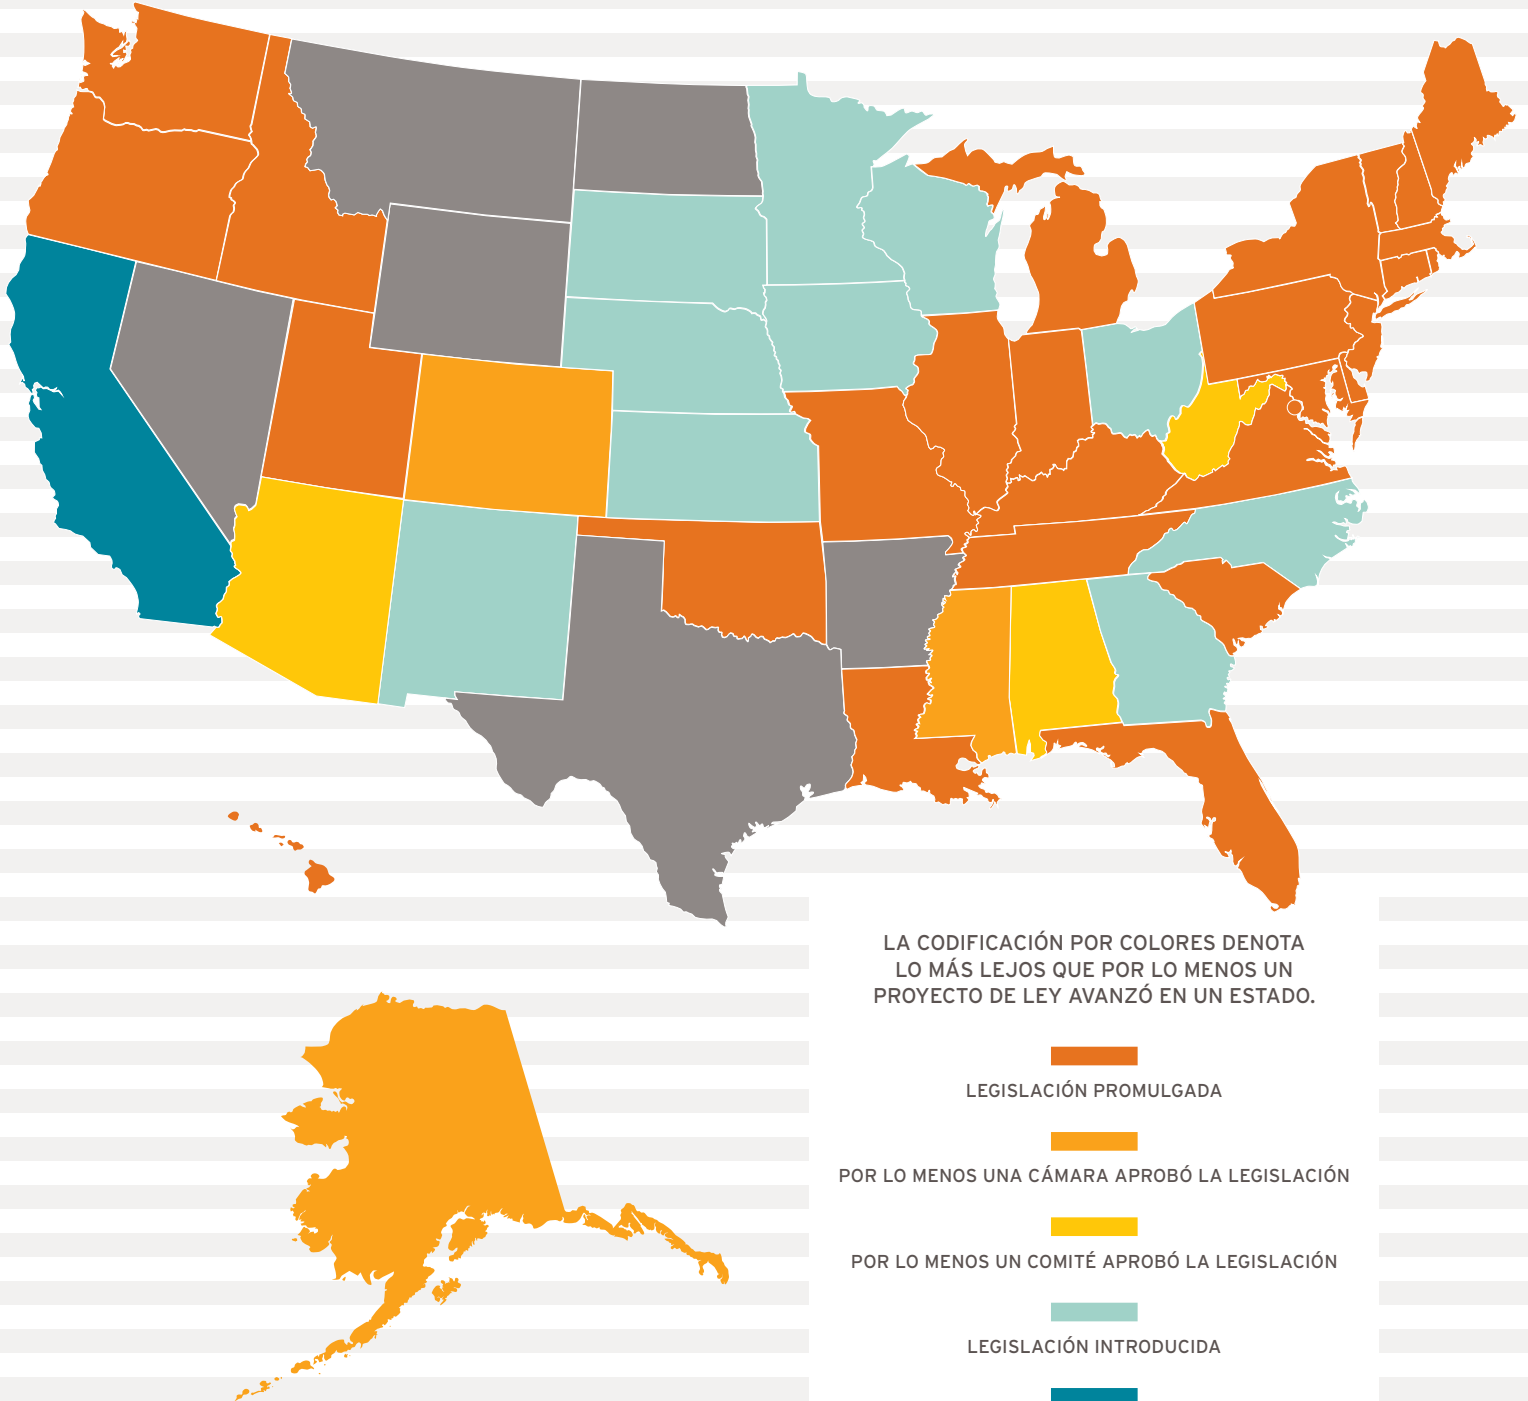 LA CODIFICACIÓN POR COLORES DENOTA
LO MÁS LEJOS QUE POR LO MENOS UN
PROYECTO DE LEY AVANZÓ EN UN ESTADO.
LEGISLACIÓN PROMULGADA
POR LO MENOS UNA CÁMARA APROBÓ LA LEGISLACIÓN
POR LO MENOS UN COMITÉ APROBÓ LA LEGISLACIÓN
LEGISLACIÓN INTRODUCIDA